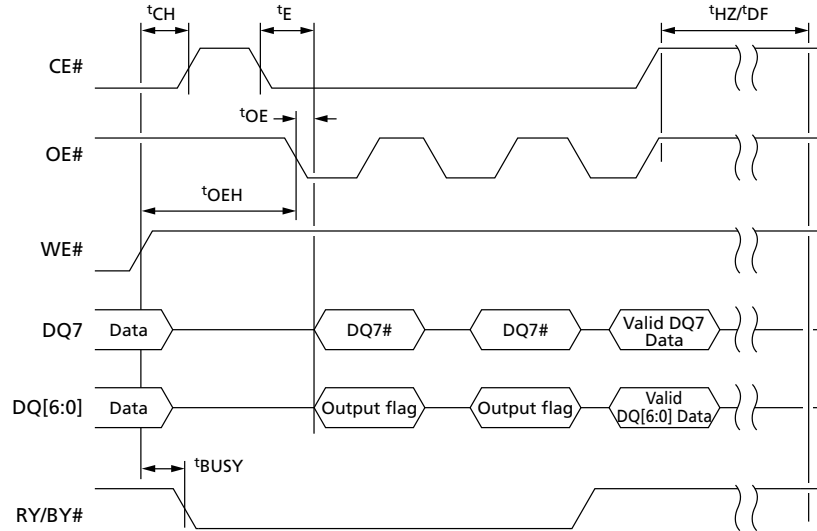 tCH tE tHZ/tDF
CE#
tOE
OE#
tOEH
WE#
DQ7 Data DQ7# DQ7# Valid DQ7 Data
DQ[6:0] Data Output flag Output flag Valid DQ[6:0] Data
tBUSY
RY/BY#